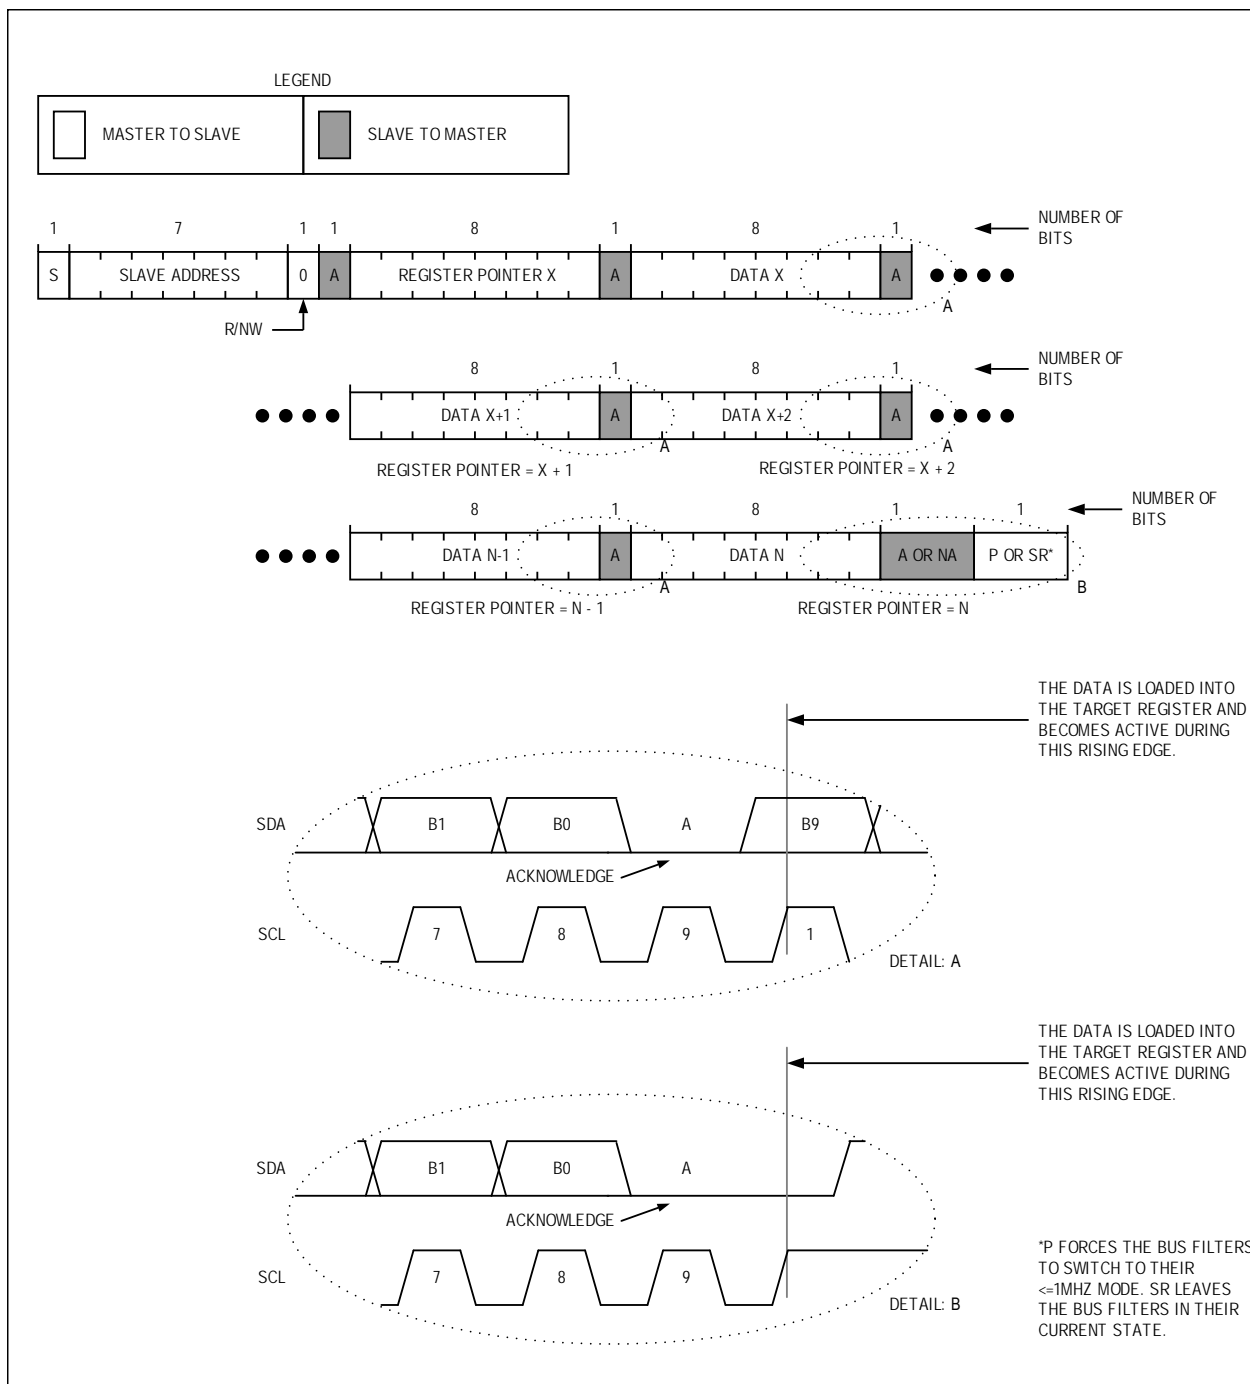 LEGEND
MASTER TO SLAVE
SLAVE TO MASTER
1 7 1 1 8 1 8 1
NUMBER OF
BITS
S SLAVE ADDRESS 0 A REGISTER POINTER X A DATA X A
A
R/NW
8 1 8 1
NUMBER OF
BITS
DATA X+1 A DATA X+2 A
A A
REGISTER POINTER = X + 1 REGISTER POINTER = X + 2
8 1 8 1 1
NUMBER OF
BITS
DATA N-1 A DATA N A OR NA P OR SR*
A B
REGISTER POINTER = N - 1 REGISTER POINTER = N
THE DATA IS LOADED INTO
THE TARGET REGISTER AND
BECOMES ACTIVE DURING
THIS RISING EDGE.
SDA B1 B0 A B9
ACKNOWLEDGE
SCL 7 8 9 1
DETAIL: A
THE DATA IS LOADED INTO
THE TARGET REGISTER AND
BECOMES ACTIVE DURING
THIS RISING EDGE.
SDA B1 B0 A
ACKNOWLEDGE
SCL 7 8 9
DETAIL: B
*P FORCES THE BUS FILTERS
TO SWITCH TO THEIR
<=1MHZ MODE. SR LEAVES
THE BUS FILTERS IN THEIR
CURRENT STATE.